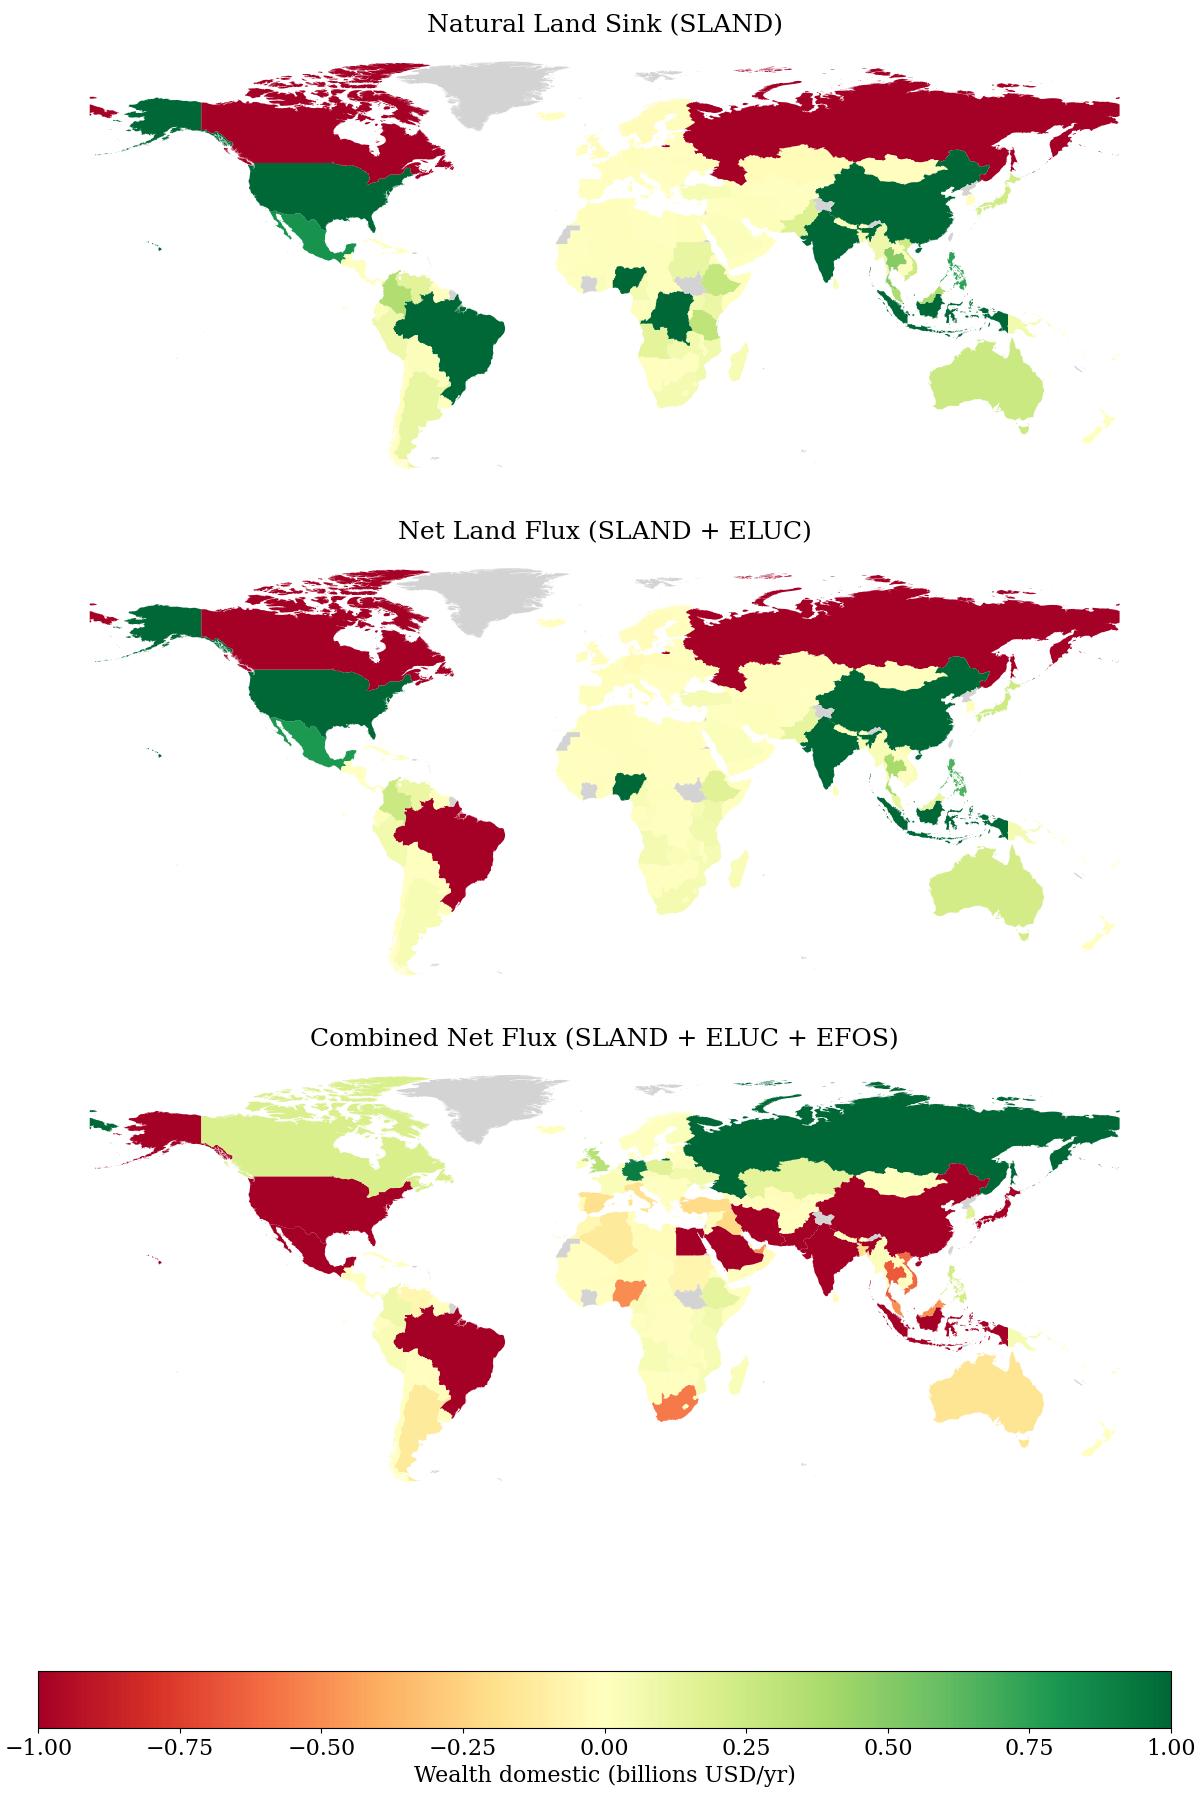 Natural Land Sink (SLAND)
Net Land Flux (SLAND + ELUC)
Combined Net Flux (SLAND + ELUC + EFOS)
−1.00 −0.75 −0.50 −0.25 0.00 0.25 0.50 0.75 1.00
Wealth domestic (billions USD/yr)